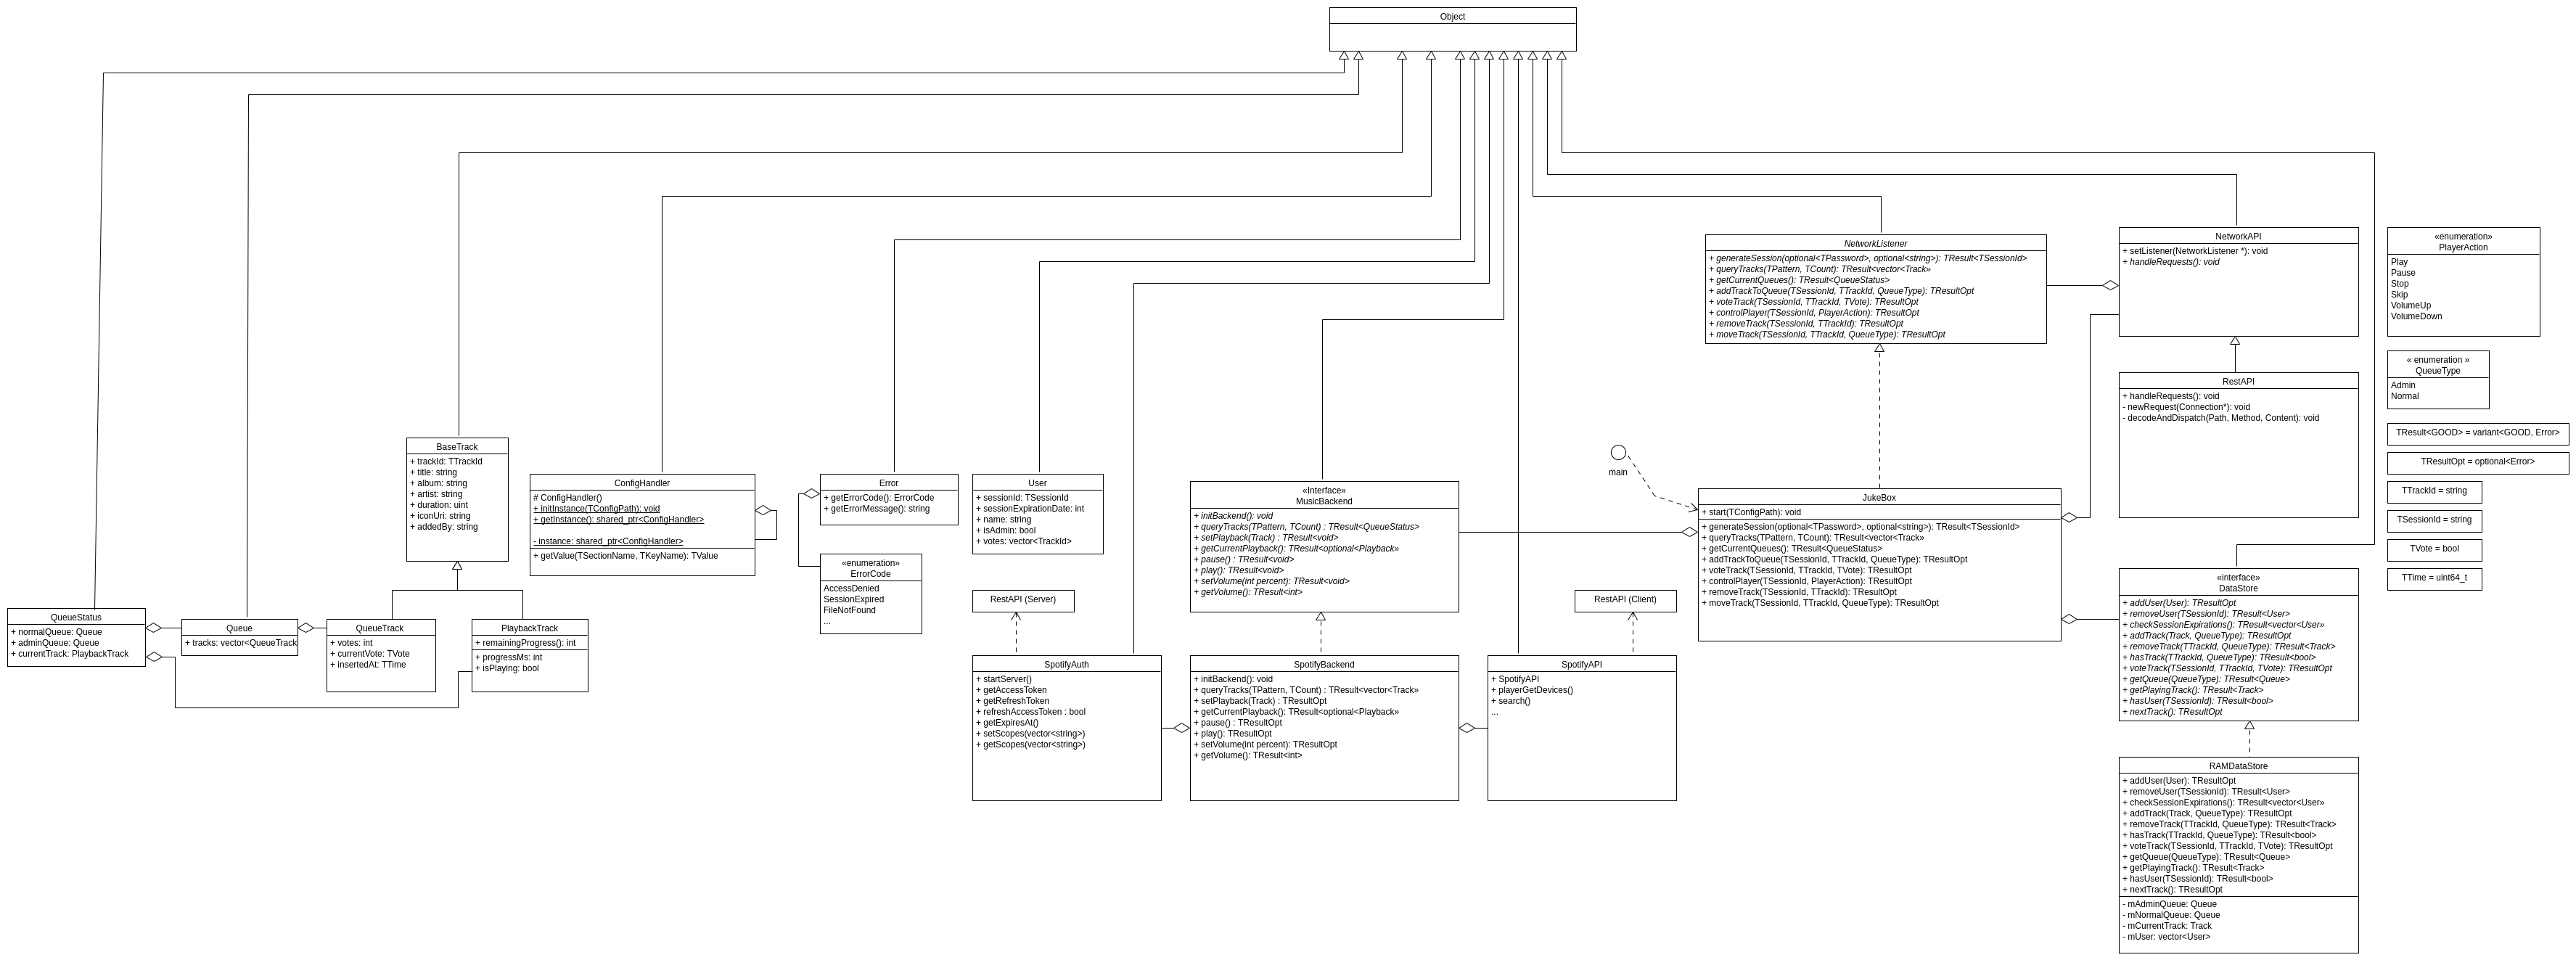 Object
NetworkListener
+ generateSession(optional<TPassword>, optional<string>): TResult<TSessionId>
+ queryTracks(TPattern, TCount): TResult<vector<Track»
+ getCurrentQueues(): TResult<QueueStatus>
+ addTrackToQueue(TSessionId, TTrackId, QueueType): TResultOpt
+ voteTrack(TSessionId, TTrackId, TVote): TResultOpt
+ controlPlayer(TSessionId, PlayerAction): TResultOpt
+ removeTrack(TSessionId, TTrackId): TResultOpt
+ moveTrack(TSessionId, TTrackId, QueueType): TResultOpt
NetworkAPI
+ setListener(NetworkListener *): void
+ handleRequests(): void
«enumeration»
PlayerAction
Play
Pause
Stop
Skip
VolumeUp
VolumeDown
« enumeration »
QueueType
Admin
Normal
RestAPI
+ handleRequests(): void
- newRequest(Connection*): void
- decodeAndDispatch(Path, Method, Content): void
TResult<GOOD> = variant<GOOD, Error>
TResultOpt = optional<Error>
TTrackId = string
TSessionId = string
TVote = bool
TTime = uint64_t
BaseTrack
+ trackId: TTrackId
+ title: string
+ album: string
+ artist: string
+ duration: uint
+ iconUri: string
+ addedBy: string
ConfigHandler
# ConfigHandler()
+ initInstance(TConfigPath): void
+ getInstance(): shared_ptr<ConfigHandler>
- instance: shared_ptr<ConfigHandler>
+ getValue(TSectionName, TKeyName): TValue
Error
+ getErrorCode(): ErrorCode
+ getErrorMessage(): string
«enumeration»
ErrorCode
AccessDenied
SessionExpired
FileNotFound
...
User
+ sessionId: TSessionId
+ sessionExpirationDate: int
+ name: string
+ isAdmin: bool
+ votes: vector<TrackId>
«Interface»
MusicBackend
+ initBackend(): void
+ queryTracks(TPattern, TCount) : TResult<QueueStatus>
+ setPlayback(Track) : TResult<void>
+ getCurrentPlayback(): TResult<optional<Playback»
+ pause() : TResult<void>
+ play(): TResult<void>
+ setVolume(int percent): TResult<void>
+ getVolume(): TResult<int>
main
JukeBox
+ start(TConfigPath): void
+ generateSession(optional<TPassword>, optional<string>): TResult<TSessionId>
+ queryTracks(TPattern, TCount): TResult<vector<Track»
+ getCurrentQueues(): TResult<QueueStatus>
+ addTrackToQueue(TSessionId, TTrackId, QueueType): TResultOpt
+ voteTrack(TSessionId, TTrackId, TVote): TResultOpt
+ controlPlayer(TSessionId, PlayerAction): TResultOpt
+ removeTrack(TSessionId, TTrackId): TResultOpt
+ moveTrack(TSessionId, TTrackId, QueueType): TResultOpt
«interface»
DataStore
+ addUser(User): TResultOpt
+ removeUser(TSessionId): TResult<User>
+ checkSessionExpirations(): TResult<vector<User»
+ addTrack(Track, QueueType): TResultOpt
+ removeTrack(TTrackId, QueueType): TResult<Track>
+ hasTrack(TTrackId, QueueType): TResult<bool>
+ voteTrack(TSessionId, TTrackId, TVote): TResultOpt
+ getQueue(QueueType): TResult<Queue>
+ getPlayingTrack(): TResult<Track>
+ hasUser(TSessionId): TResult<bool>
+ nextTrack(): TResultOpt
QueueStatus
+ normalQueue: Queue
+ adminQueue: Queue
+ currentTrack: PlaybackTrack
Queue
+ tracks: vector<QueueTrack
QueueTrack
+ votes: int
+ currentVote: TVote
+ insertedAt: TTime
PlaybackTrack
+ remainingProgress(): int
+ progressMs: int
+ isPlaying: bool
RestAPI (Server)
RestAPI (Client)
SpotifyAuth
+ startServer()
+ getAccessToken
+ getRefreshToken
+ refreshAccessToken : bool
+ getExpiresAt()
+ setScopes(vector<string>)
+ getScopes(vector<string>)
SpotifyBackend
+ initBackend(): void
+ queryTracks(TPattern, TCount) : TResult<vector<Track»
+ setPlayback(Track) : TResultOpt
+ getCurrentPlayback(): TResult<optional<Playback»
+ pause() : TResultOpt
+ play(): TResultOpt
+ setVolume(int percent): TResultOpt
+ getVolume(): TResult<int>
SpotifyAPI
+ SpotifyAPI
+ playerGetDevices()
+ search()
...
RAMDataStore
+ addUser(User): TResultOpt
+ removeUser(TSessionId): TResult<User>
+ checkSessionExpirations(): TResult<vector<User»
+ addTrack(Track, QueueType): TResultOpt
+ removeTrack(TTrackId, QueueType): TResult<Track>
+ hasTrack(TTrackId, QueueType): TResult<bool>
+ voteTrack(TSessionId, TTrackId, TVote): TResultOpt
+ getQueue(QueueType): TResult<Queue>
+ getPlayingTrack(): TResult<Track>
+ hasUser(TSessionId): TResult<bool>
+ nextTrack(): TResultOpt
- mAdminQueue: Queue
- mNormalQueue: Queue
- mCurrentTrack: Track
- mUser: vector<User>